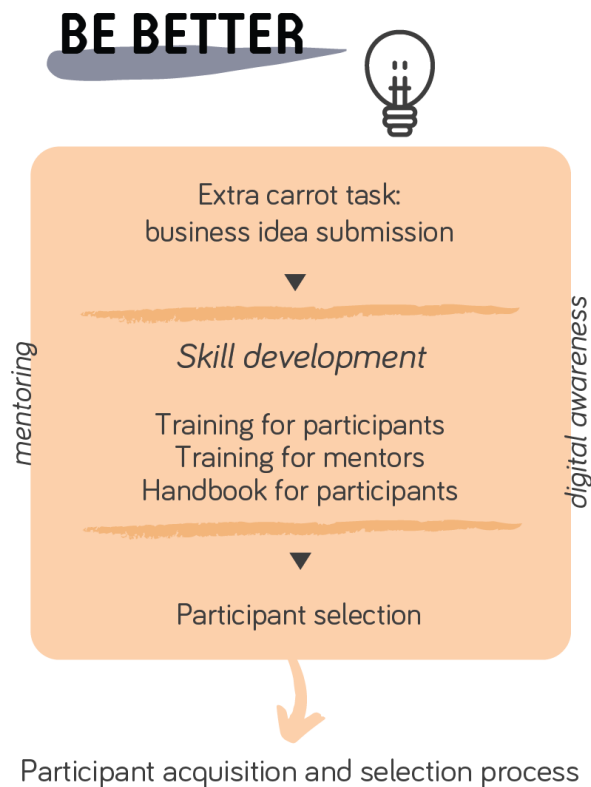 BE BETTER
Extra carrot task:
business idea submission
mentoring
digital awareness
Skill development
Training for participants
Training for mentors
Handbook for participants
Participant selection
Participant acquisition and selection process